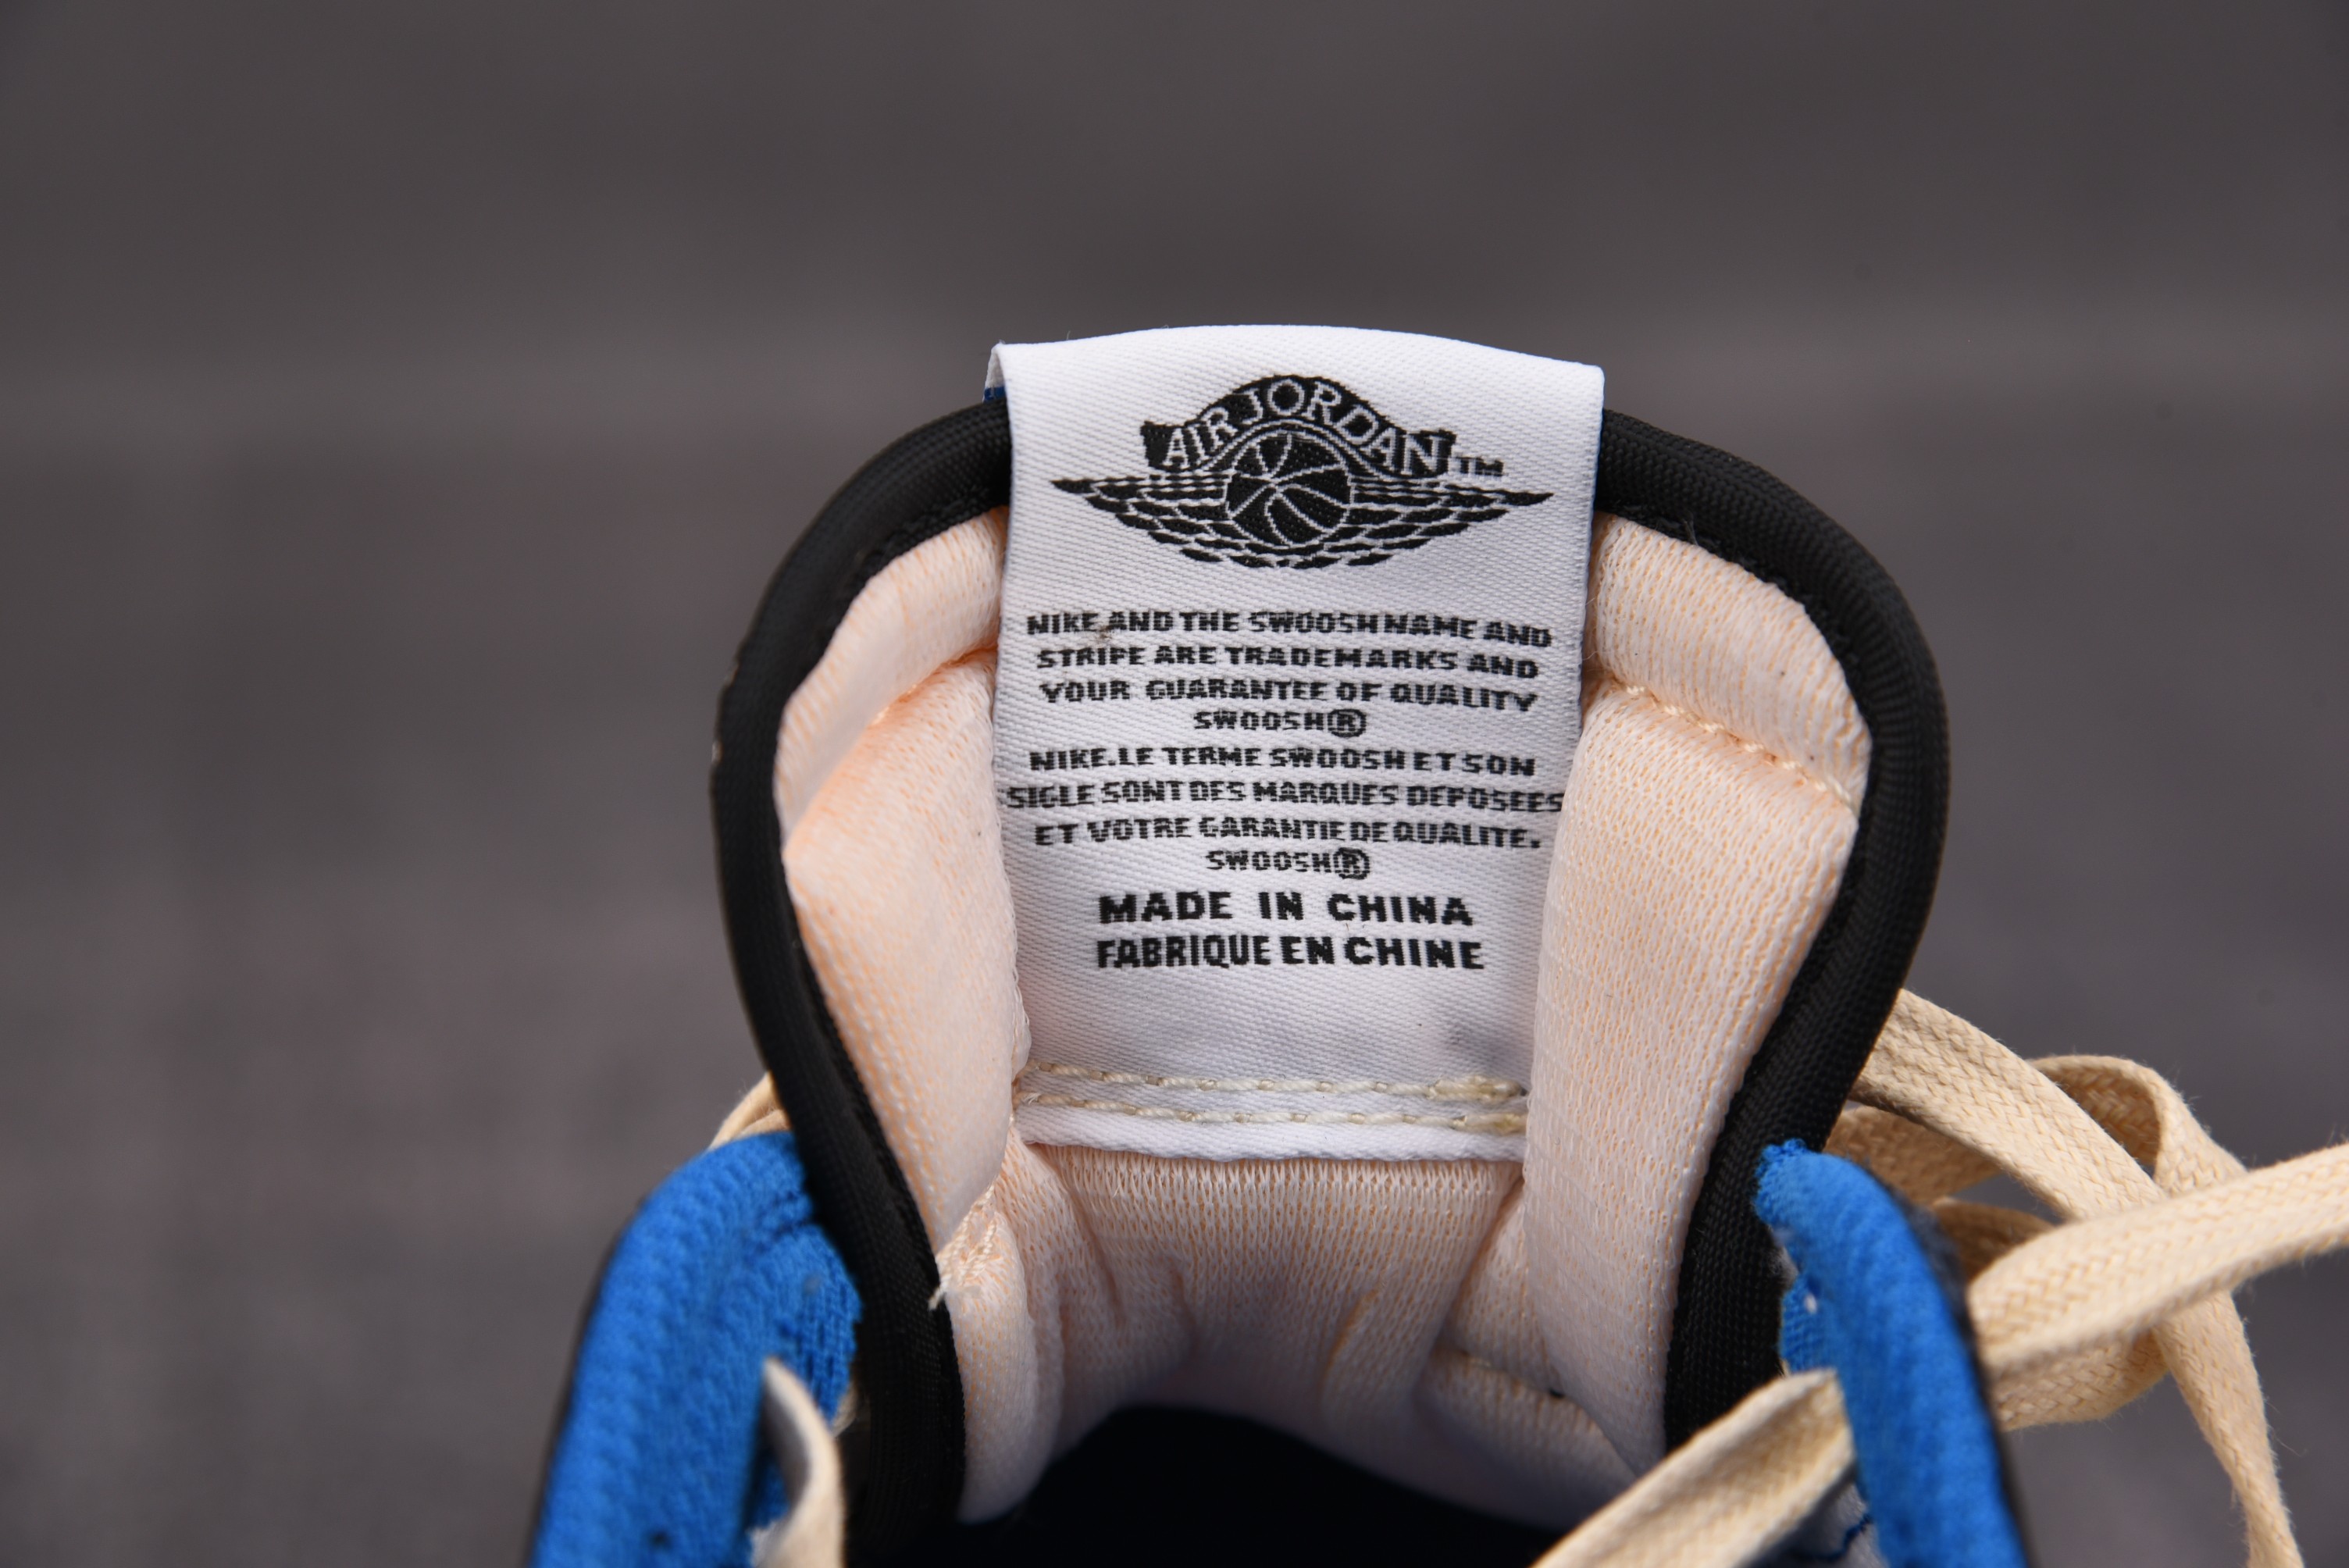 AIR JORDAN™
NIKE AND THE SWOOSH NAME AND
STRIPE ARE TRADEMARKS AND
YOUR GUARANTEE OF QUALITY
SWOOSH®
NIKE.LE TERME SWOOSH ET SON
SIGLE SONT DES MARQUES DEPOSEES
ET VOTRE GARANTIE DE QUALITE.
SWOOSH®
MADE IN CHINA
FABRIQUE EN CHINE